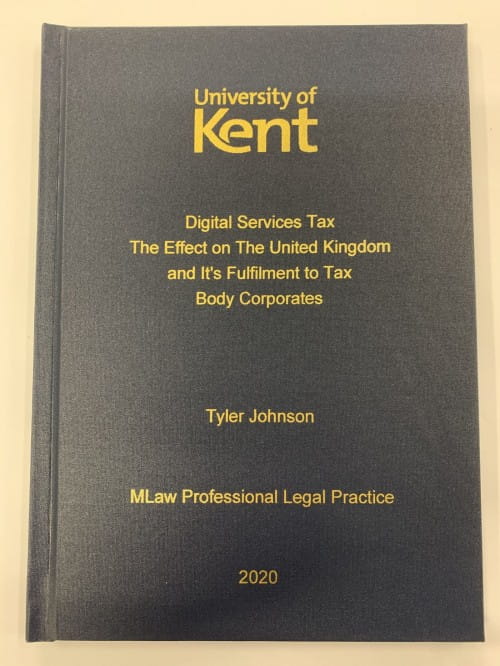 University of
Kent
Digital Services Tax
The Effect on The United Kingdom
and It's Fulfilment to Tax
Body Corporates
Tyler Johnson
MLaw Professional Legal Practice
2020